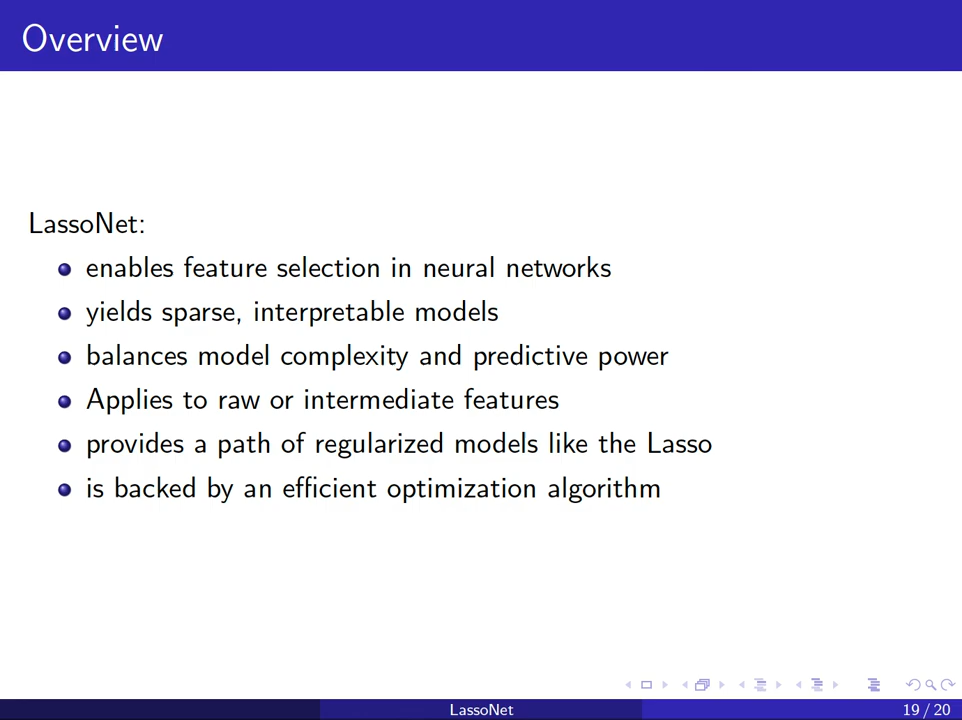 Overview
LassoNet:
enables feature selection in neural networks
yields sparse, interpretable models
balances model complexity and predictive power
Applies to raw or intermediate features
provides a path of regularized models like the Lasso
is backed by an efficient optimization algorithm
LassoNet
19 / 20